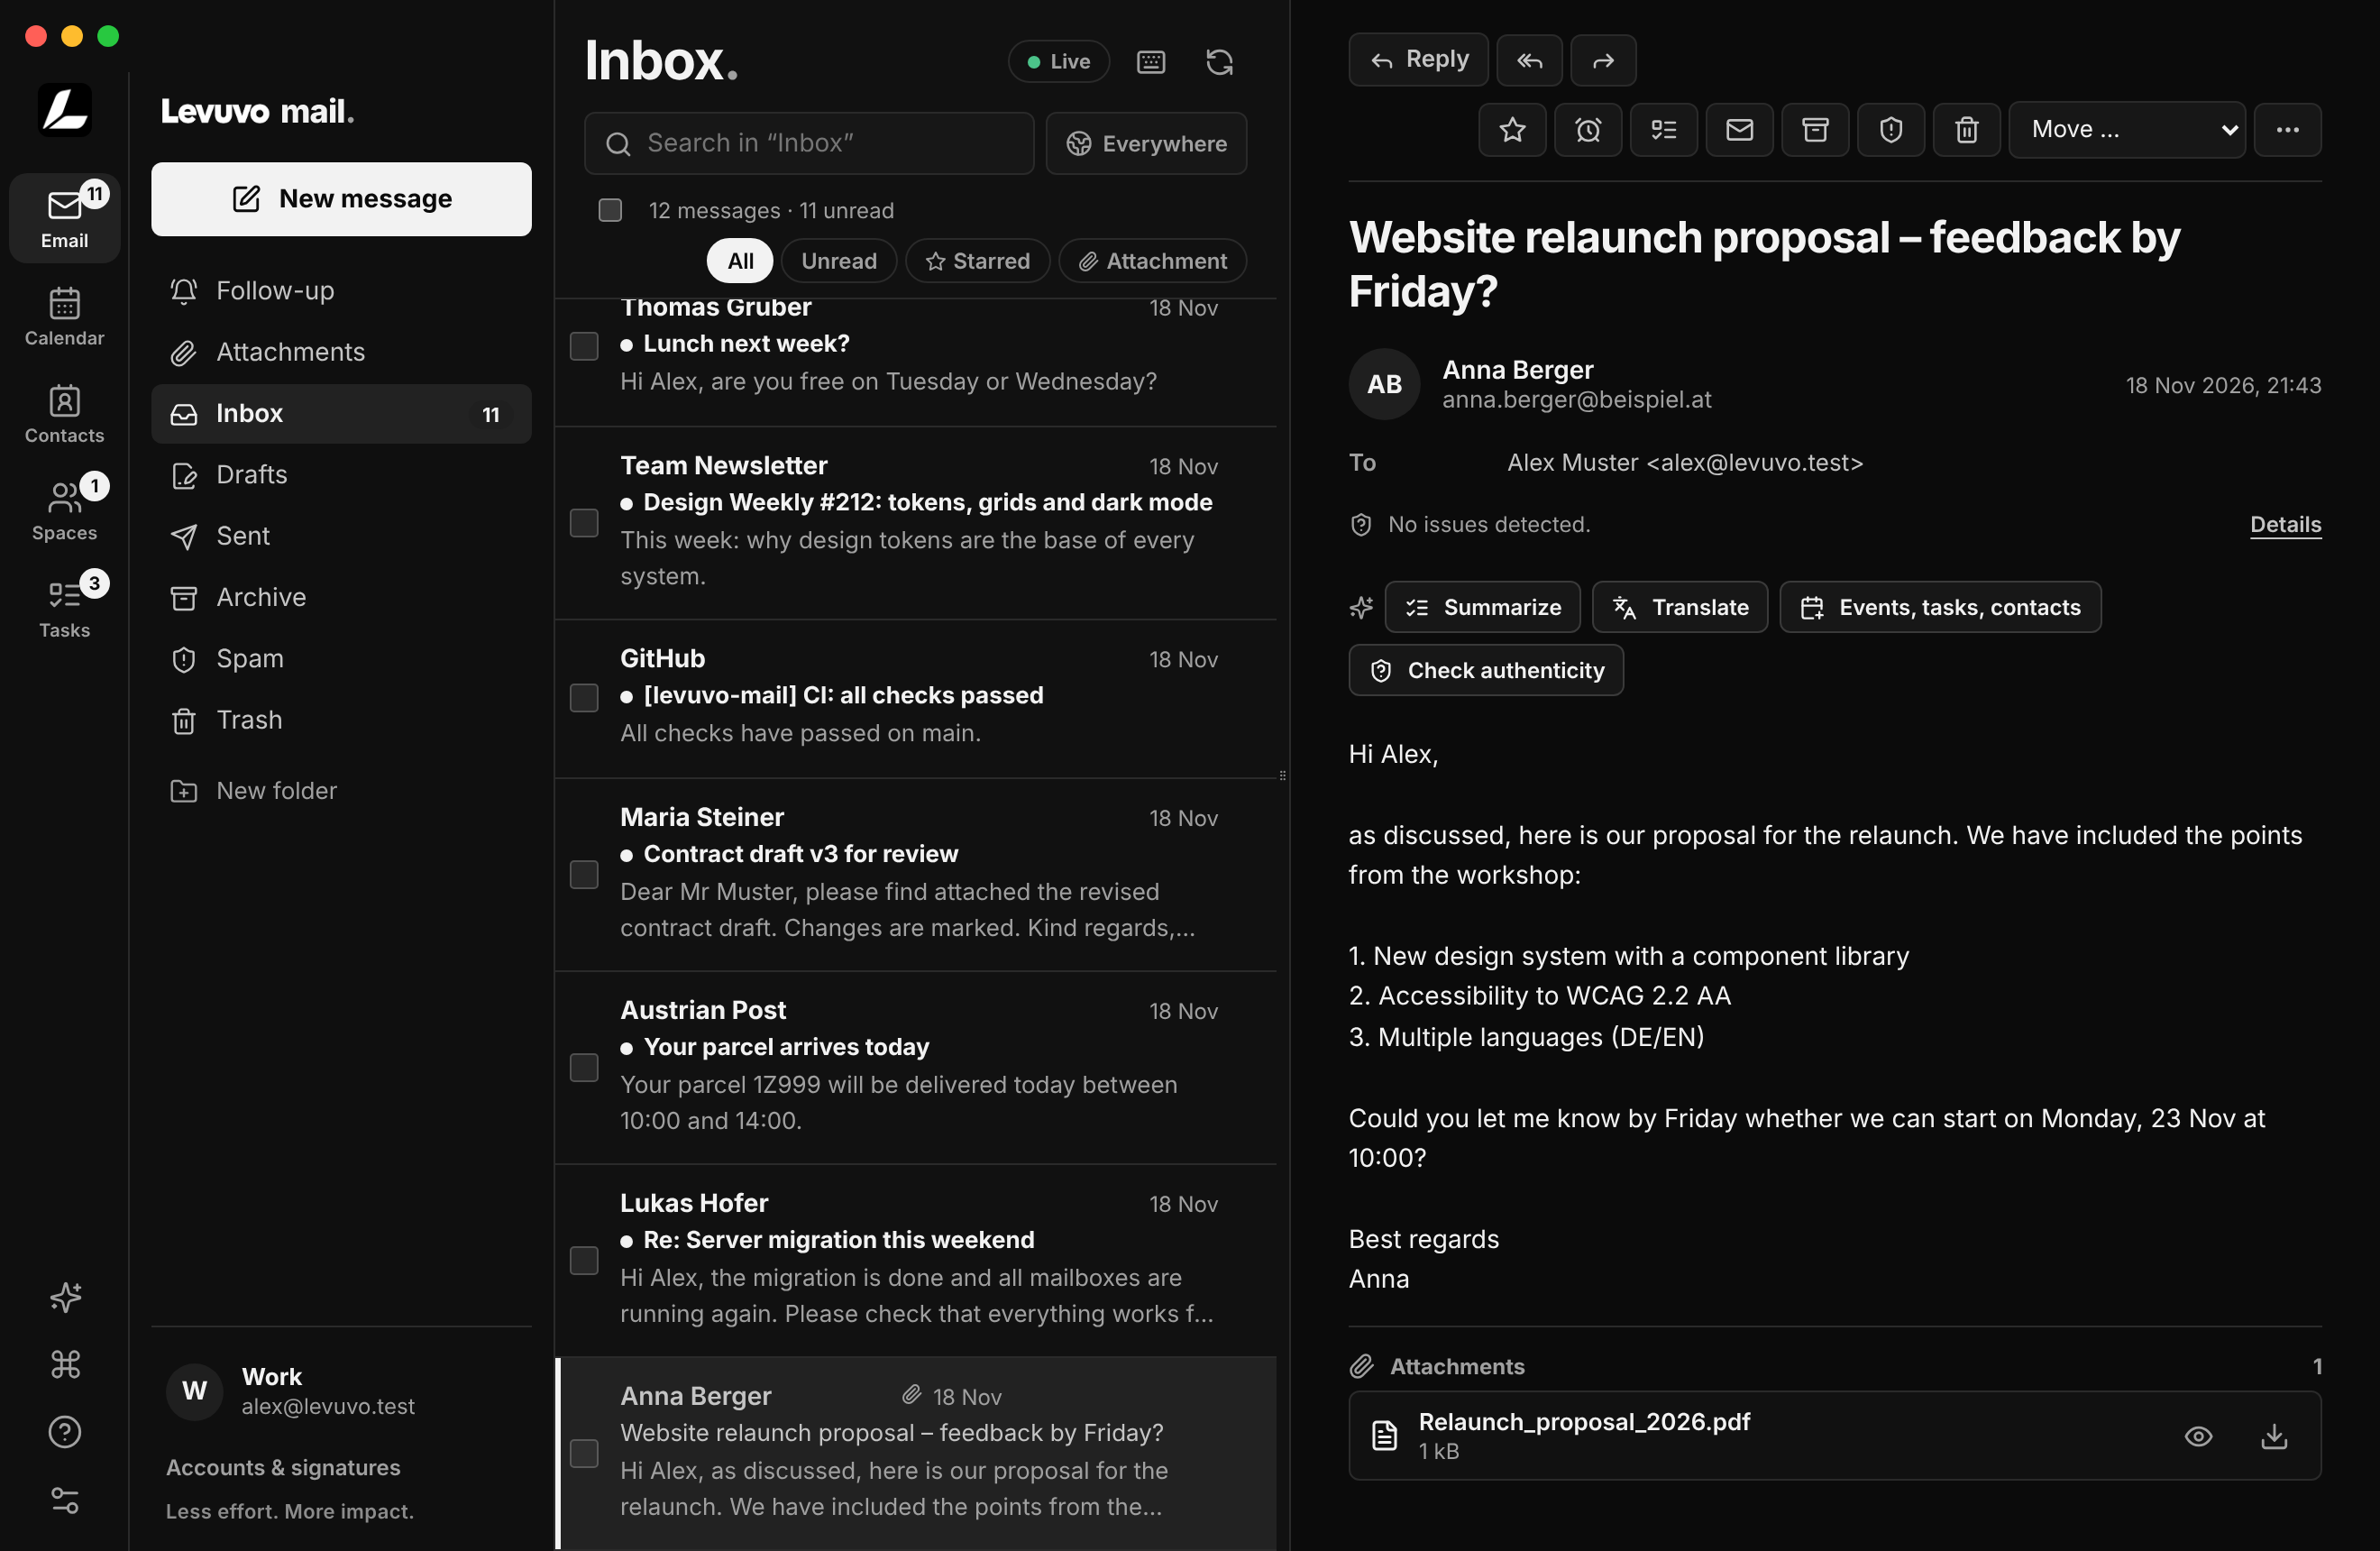 11
Email
Calendar
Contacts
1
Spaces
3
Tasks
Levuvo mail.
New message
Follow-up
Attachments
Inbox 11
Drafts
Sent
Archive
Spam
Trash
New folder
W
Work
alex@levuvo.test
Accounts & signatures
Less effort. More impact.
Inbox.
Live
Search in “Inbox”
Everywhere
12 messages · 11 unread
All Unread Starred Attachment
Thomas Gruber 18 Nov
Lunch next week?
Hi Alex, are you free on Tuesday or Wednesday?
Team Newsletter 18 Nov
Design Weekly #212: tokens, grids and dark mode
This week: why design tokens are the base of every
system.
GitHub 18 Nov
[levuvo-mail] CI: all checks passed
All checks have passed on main.
Maria Steiner 18 Nov
Contract draft v3 for review
Dear Mr Muster, please find attached the revised
contract draft. Changes are marked. Kind regards,...
Austrian Post 18 Nov
Your parcel arrives today
Your parcel 1Z999 will be delivered today between
10:00 and 14:00.
Lukas Hofer 18 Nov
Re: Server migration this weekend
Hi Alex, the migration is done and all mailboxes are
running again. Please check that everything works f...
Anna Berger 18 Nov
Website relaunch proposal – feedback by Friday?
Hi Alex, as discussed, here is our proposal for the
relaunch. We have included the points from the...
Reply
Move ...
Website relaunch proposal – feedback by
Friday?
AB
Anna Berger
anna.berger@beispiel.at
18 Nov 2026, 21:43
To Alex Muster <alex@levuvo.test>
No issues detected. Details
Summarize Translate Events, tasks, contacts
Check authenticity
Hi Alex,
as discussed, here is our proposal for the relaunch. We have included the points
from the workshop:
1. New design system with a component library
2. Accessibility to WCAG 2.2 AA
3. Multiple languages (DE/EN)
Could you let me know by Friday whether we can start on Monday, 23 Nov at
10:00?
Best regards
Anna
Attachments 1
Relaunch_proposal_2026.pdf
1 kB